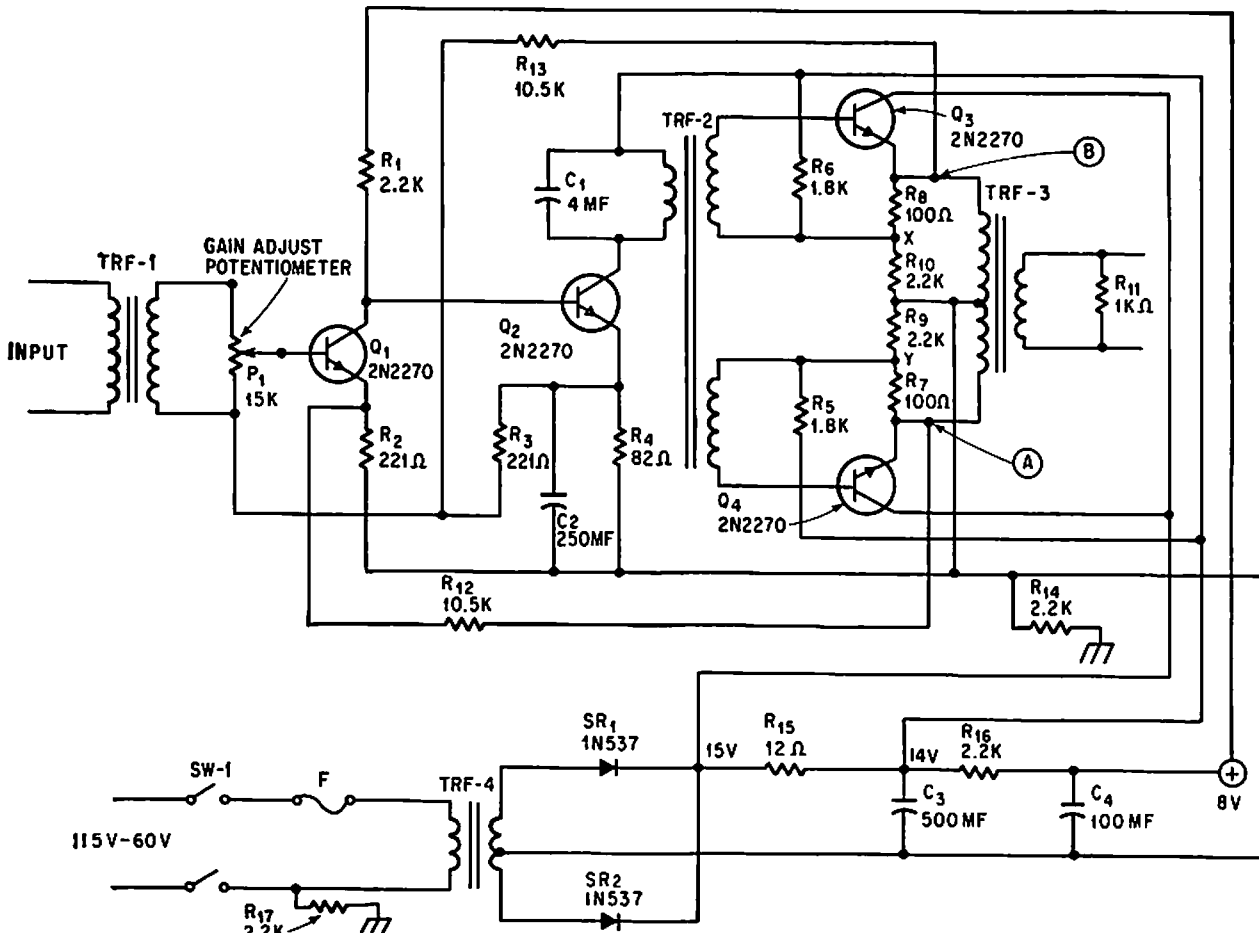 R13
10.5K
R1
2.2K
C1
4MF
TRF-2
R6
1.8K
Q3
2N2270
B
R8
100Ω
TRF-3
X
R10
2.2K
R9
2.2K
Y
R7
100Ω
R11
1KΩ
GAIN ADJUST
POTENTIOMETER
TRF-1
INPUT
P1
15K
Q1
2N2270
Q2
2N2270
R2
221Ω
R3
221Ω
R4
82Ω
C2
250MF
R5
1.8K
A
Q4
2N2270
R12
10.5K
R14
2.2K
SR1
1N537
15V
R15
12Ω
14V
R16
2.2K
SW-1
F
TRF-4
C3
500MF
C4
100MF
+
8V
115V-60V
SR2
1N537
R17
2.2K